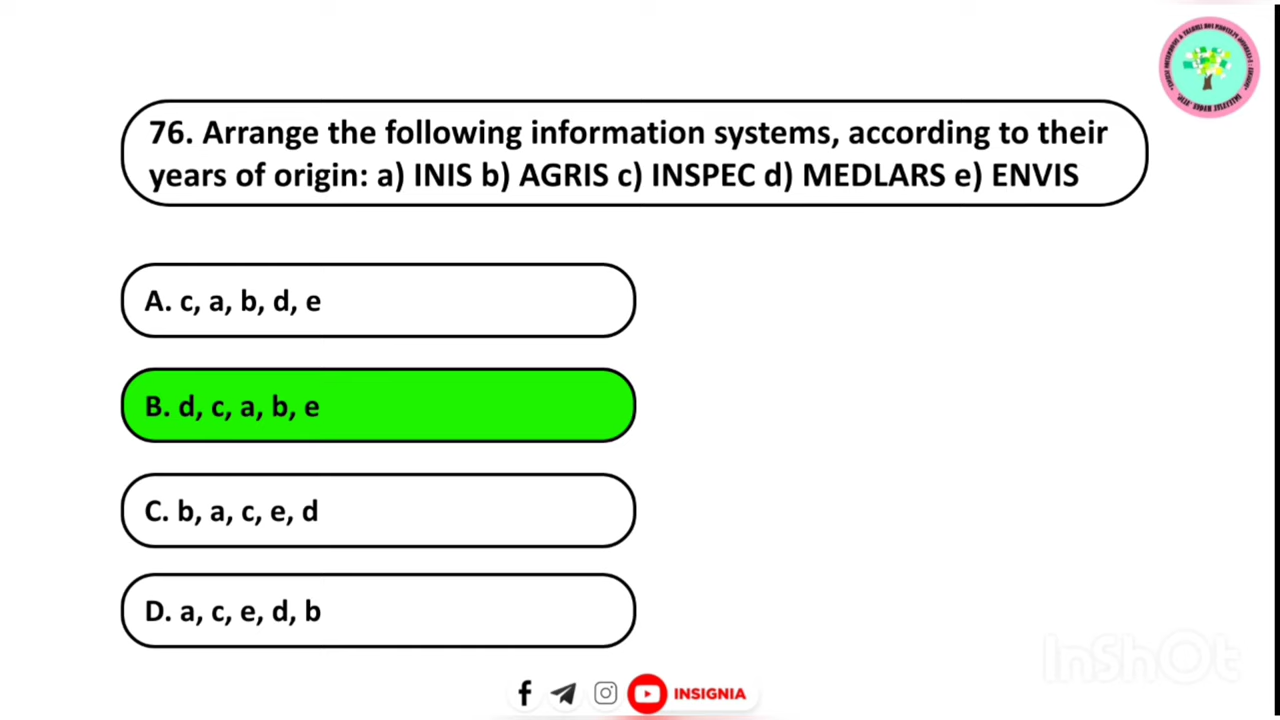 76. Arrange the following information systems, according to their
years of origin: a) INIS b) AGRIS c) INSPEC d) MEDLARS e) ENVIS
A. c, a, b, d, e
B. d, c, a, b, e
C. b, a, c, e, d
D. a, c, e, d, b
InShOt
INSIGNIA